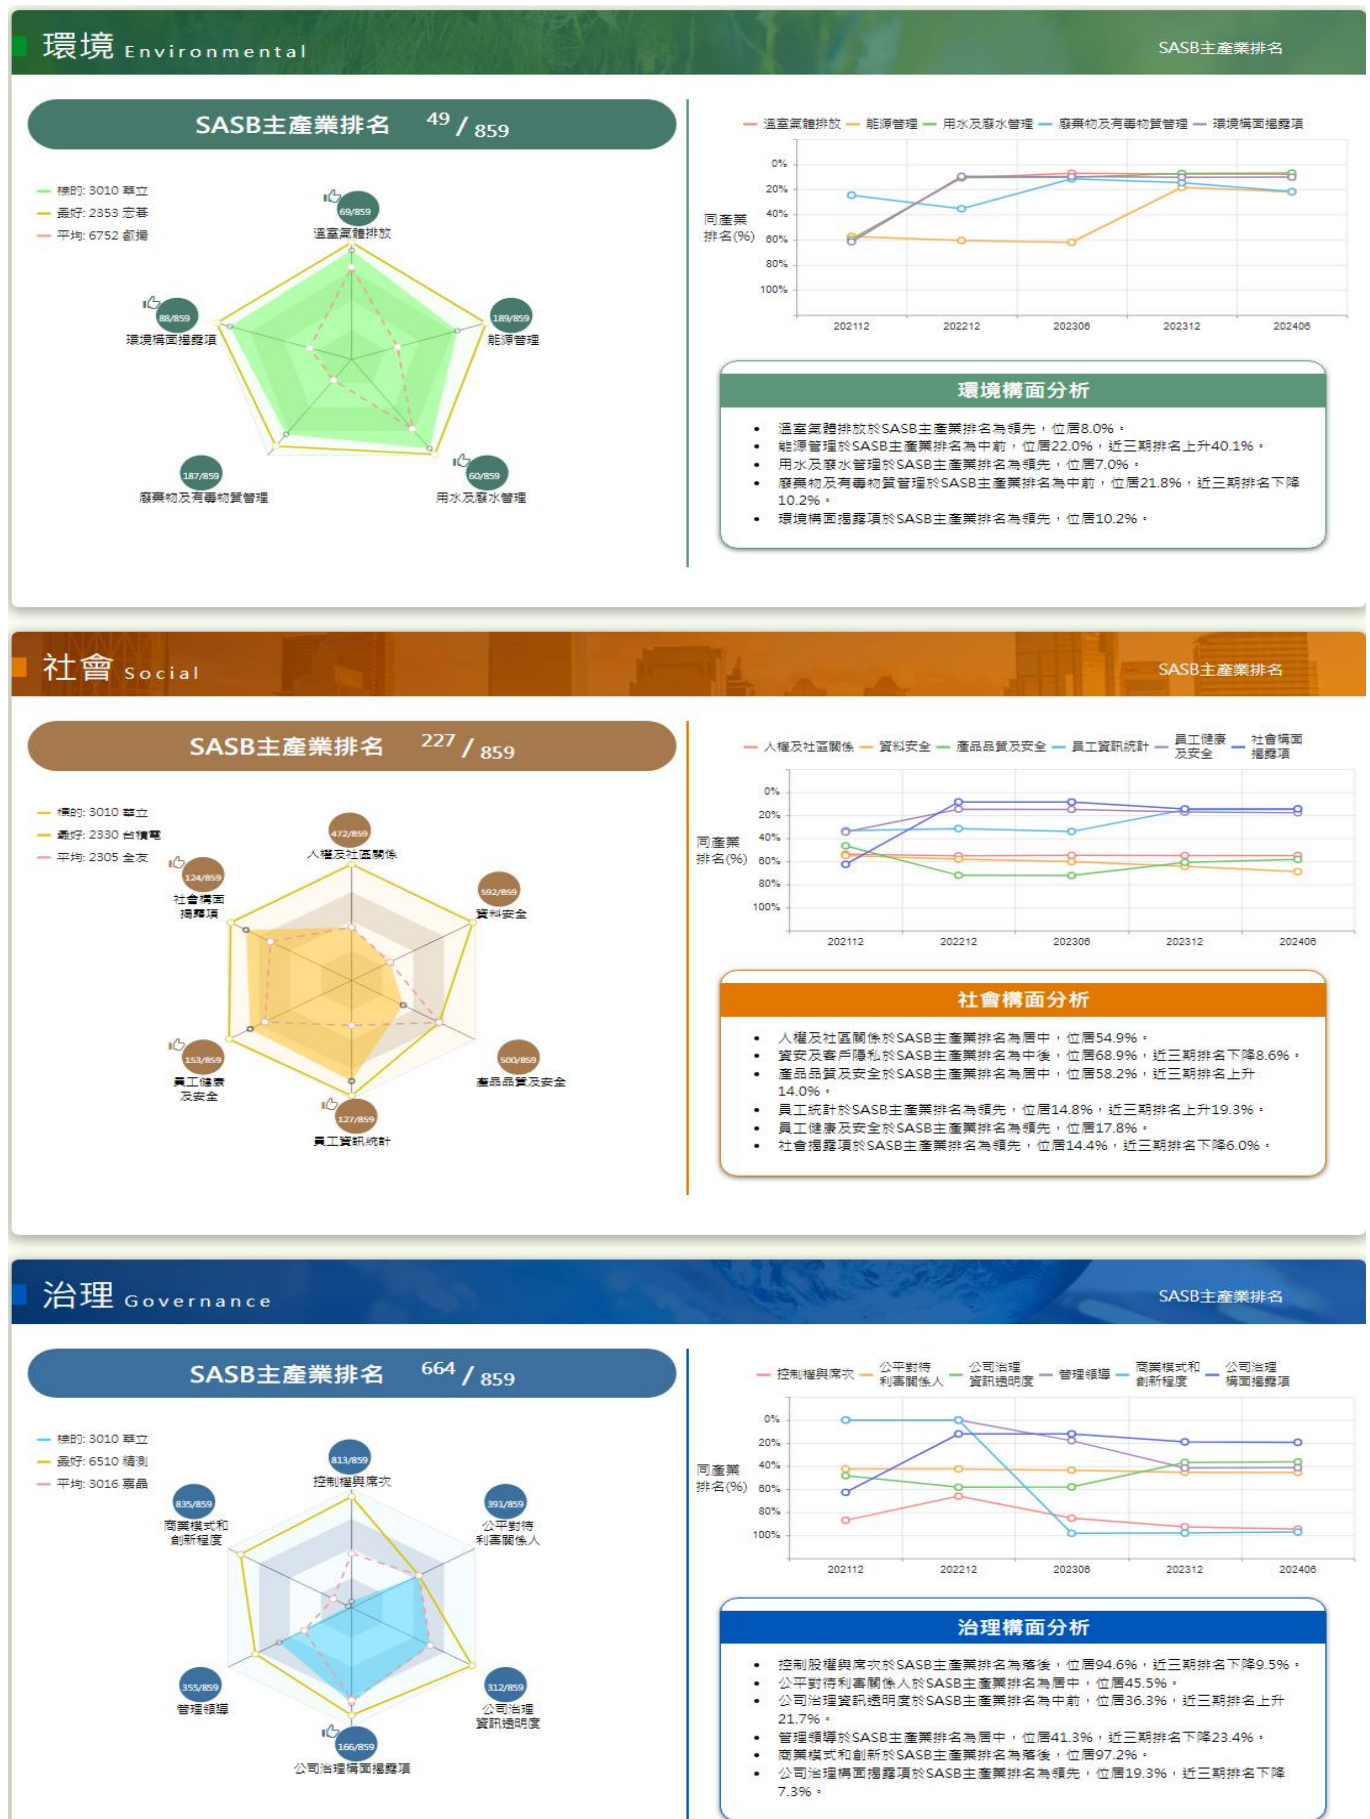 環境 Environmental
SASB主產業排名
SASB主產業排名 49 / 859
標的: 3010 華立
最好: 2353 宏碁
平均: 6752 叡揚
69/859
溫室氣體排放
189/859
能源管理
60/859
用水及廢水管理
187/859
廢棄物及有毒物質管理
88/859
環境構面揭露項
溫室氣體排放 能源管理 用水及廢水管理 廢棄物及有毒物質管理 環境構面揭露項
同產業
排名(%)
0%
20%
40%
60%
80%
100%
202112 202212 202306 202312 202406
環境構面分析
• 溫室氣體排放於SASB主產業排名為領先，位居8.0%。
• 能源管理於SASB主產業排名為中前，位居22.0%，近三期排名上升40.1%。
• 用水及廢水管理於SASB主產業排名為領先，位居7.0%。
• 廢棄物及有毒物質管理於SASB主產業排名為中前，位居21.8%，近三期排名下降
10.2%。
• 環境構面揭露項於SASB主產業排名為領先，位居10.2%。
社會 Social
SASB主產業排名
SASB主產業排名 227 / 859
標的: 3010 華立
最好: 2330 台積電
平均: 2305 全友
472/859
人權及社區關係
592/859
資料安全
500/859
產品品質及安全
127/859
員工資訊統計
153/859
員工健康
及安全
124/859
社會構面
揭露項
人權及社區關係 資料安全 產品品質及安全 員工資訊統計 員工健康
及安全 社會構面
揭露項
同產業
排名(%)
0%
20%
40%
60%
80%
100%
202112 202212 202306 202312 202406
社會構面分析
• 人權及社區關係於SASB主產業排名為居中，位居54.9%。
• 資安及客戶隱私於SASB主產業排名為中後，位居68.9%，近三期排名下降8.6%。
• 產品品質及安全於SASB主產業排名為居中，位居58.2%，近三期排名上升
14.0%。
• 員工統計於SASB主產業排名為領先，位居14.8%，近三期排名上升19.3%。
• 員工健康及安全於SASB主產業排名為領先，位居17.8%。
• 社會揭露項於SASB主產業排名為領先，位居14.4%，近三期排名下降6.0%。
治理 Governance
SASB主產業排名
SASB主產業排名 664 / 859
標的: 3010 華立
最好: 6510 精測
平均: 3016 嘉晶
813/859
控制權與席次
391/859
公平對待
利害關係人
312/859
公司治理
資訊透明度
166/859
公司治理構面揭露項
355/859
管理領導
835/859
商業模式和
創新程度
控制權與席次 公平對待
利害關係人 公司治理
資訊透明度 管理領導 商業模式和
創新程度 公司治理
構面揭露項
同產業
排名(%)
0%
20%
40%
60%
80%
100%
202112 202212 202306 202312 202406
治理構面分析
• 控制股權與席次於SASB主產業排名為落後，位居94.6%，近三期排名下降9.5%。
• 公平對待利害關係人於SASB主產業排名為居中，位居45.5%。
• 公司治理資訊透明度於SASB主產業排名為中前，位居36.3%，近三期排名上升
21.7%。
• 管理領導於SASB主產業排名為居中，位居41.3%，近三期排名下降23.4%。
• 商業模式和創新於SASB主產業排名為落後，位居97.2%。
• 公司治理構面揭露項於SASB主產業排名為領先，位居19.3%，近三期排名下降
7.3%。